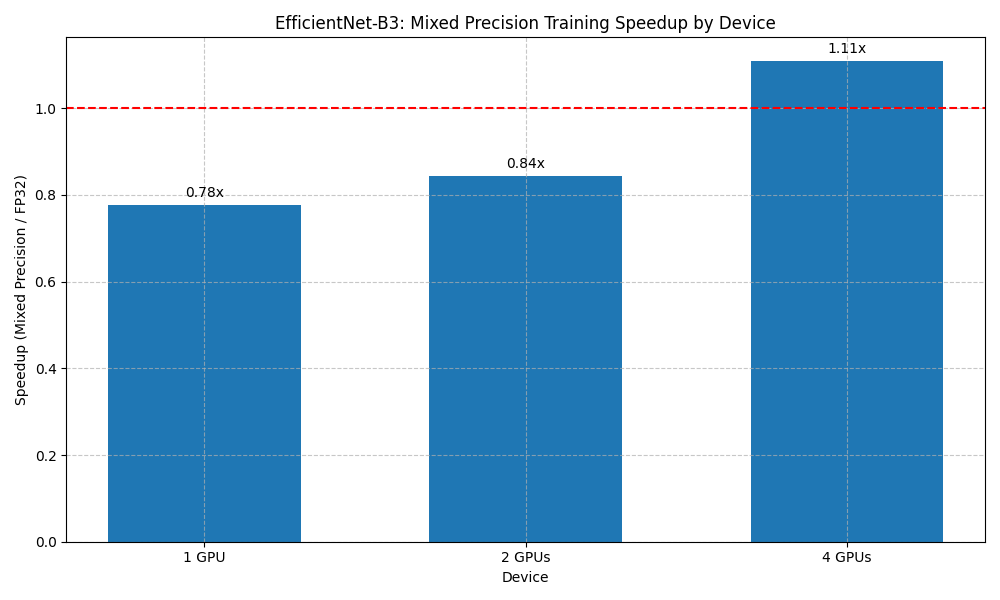 EfficientNet-B3: Mixed Precision Training Speedup by Device
Speedup (Mixed Precision / FP32)
1.0
0.8
0.6
0.4
0.2
0.0
0.78x
0.84x
1.11x
1 GPU
2 GPUs
4 GPUs
Device